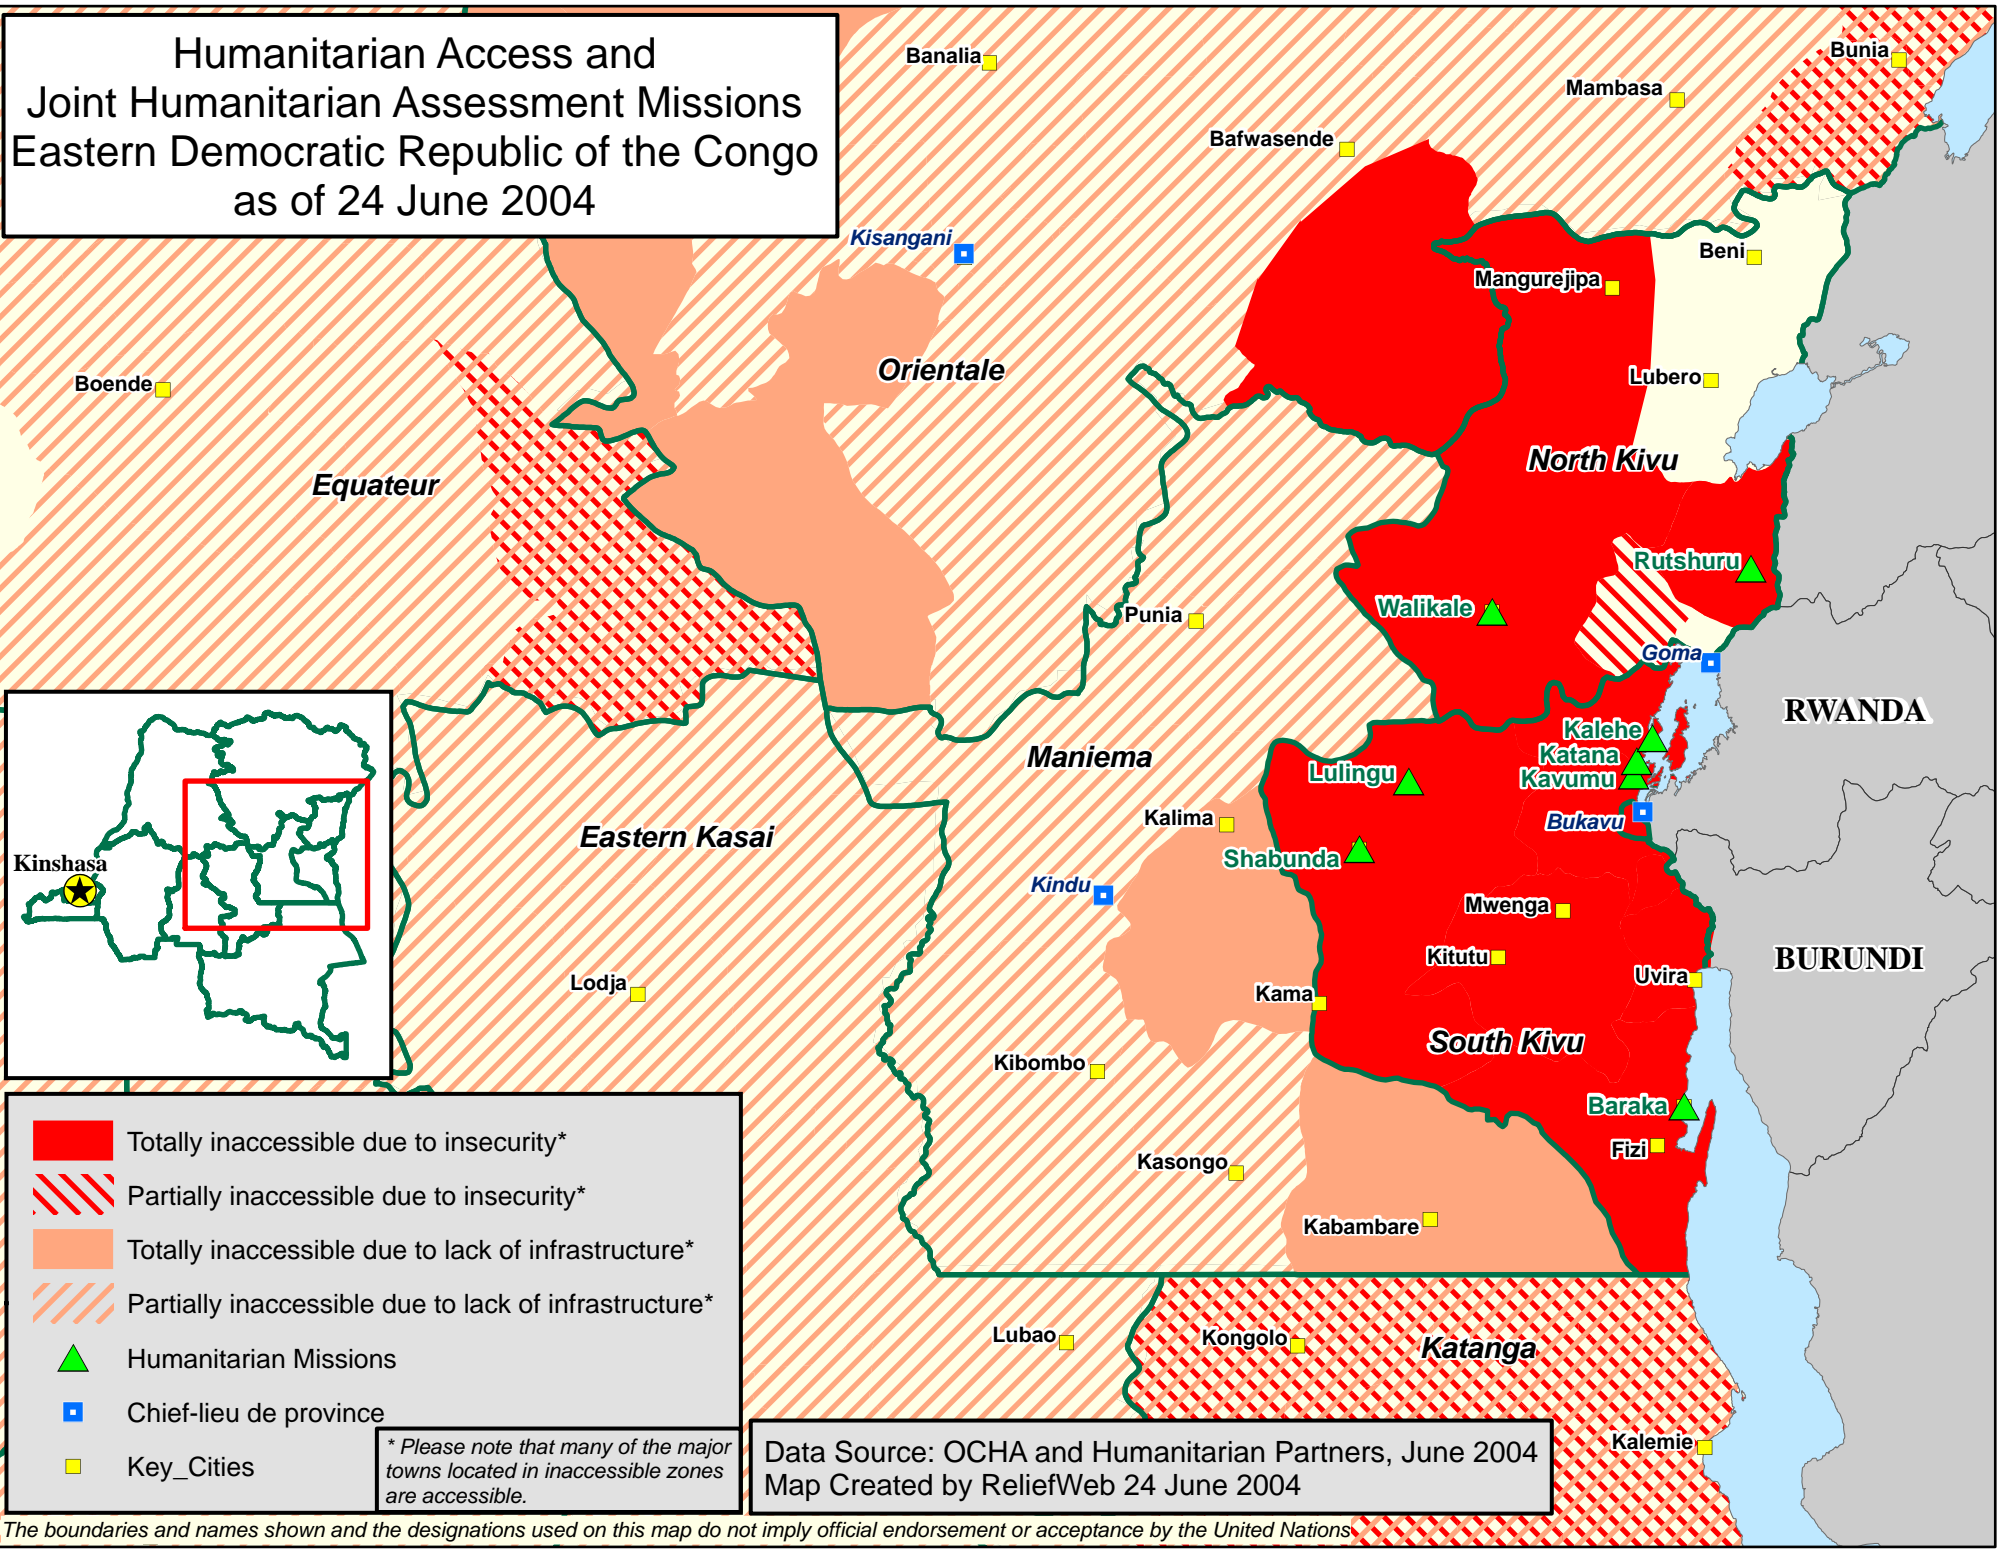 Humanitarian Access and
Joint Humanitarian Assessment Missions
Eastern Democratic Republic of the Congo
as of 24 June 2004
Banalia
Bunia
Mambasa
Bafwasende
Kisangani
Beni
Mangurejipa
Orientale
Boende
Lubero
North Kivu
Equateur
Rutshuru
Walikale
Punia
Goma
RWANDA
Kalehe
Maniema
Katana
Lulingu
Kavumu
Kalima
Bukavu
Eastern Kasai
Shabunda
Kinshasa
Kindu
Mwenga
Kitutu
BURUNDI
Uvira
Lodja
Kama
South Kivu
Kibombo
Baraka
Fizi
Kasongo
Kabambare
Lubao
Kongolo
Katanga
Kalemie
Totally inaccessible due to insecurity*
Partially inaccessible due to insecurity*
Totally inaccessible due to lack of infrastructure*
Partially inaccessible due to lack of infrastructure*
Humanitarian Missions
Chief-lieu de province
Key_Cities
* Please note that many of the major
towns located in inaccessible zones
are accessible.
Data Source: OCHA and Humanitarian Partners, June 2004
Map Created by ReliefWeb 24 June 2004
The boundaries and names shown and the designations used on this map do not imply official endorsement or acceptance by the United Nations